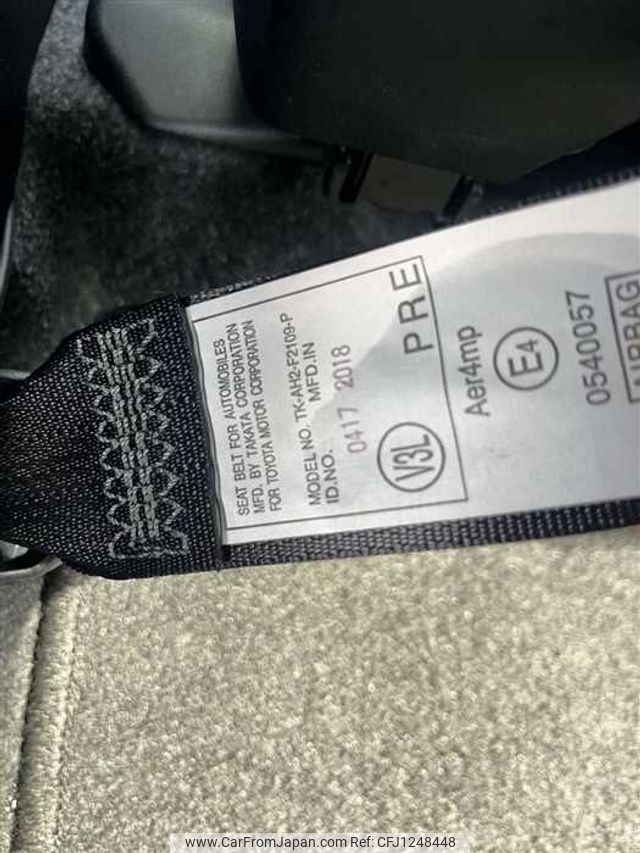 SEAT BELT FOR AUTOMOBILES
MFD. BY TAKATA CORPORATION
FOR TOYOTA MOTOR CORPORATION
MODEL NO. TK-AH2-F2109-P
ID.NO. MFD.IN
0417 2018
V3L PRE
Aer4mp
E4
0540057
AIRBAG
www.CarFromJapan.com - Ref:CFJ1248448